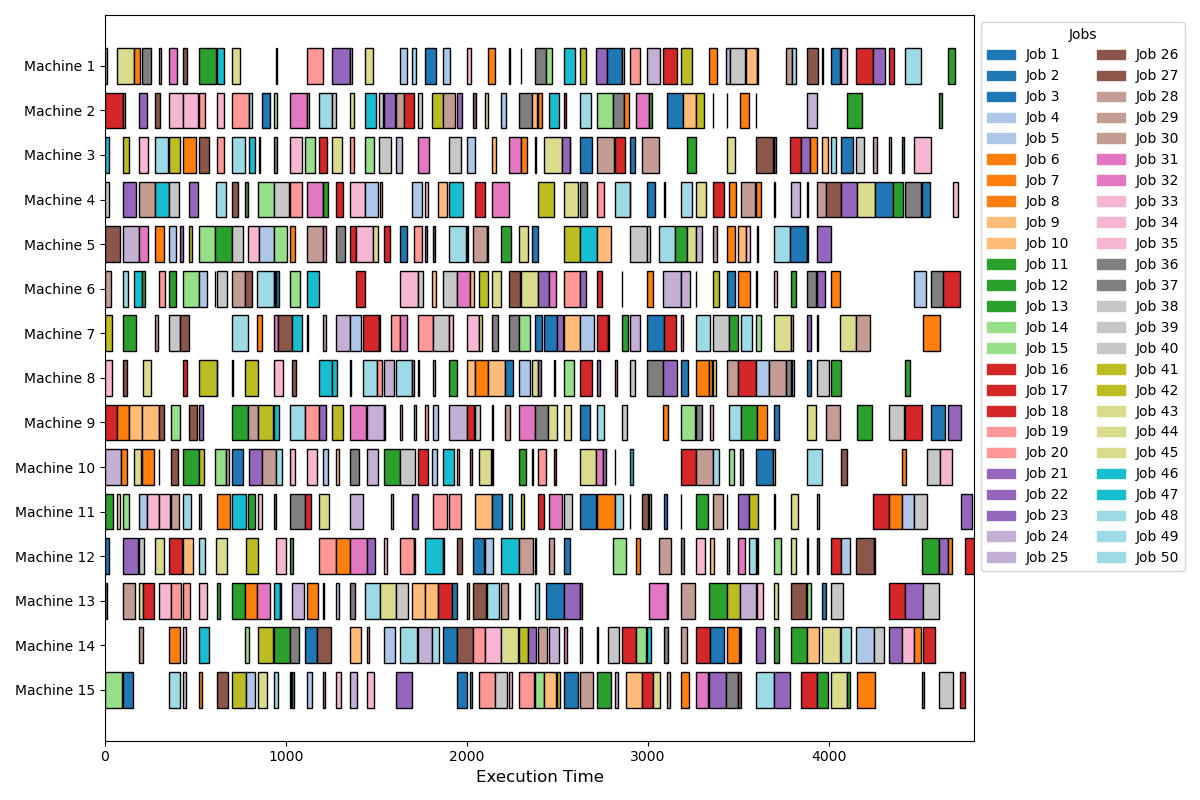 Jobs
Machine 1
Machine 2
Machine 3
Machine 4
Machine 5
Machine 6
Machine 7
Machine 8
Machine 9
Machine 10
Machine 11
Machine 12
Machine 13
Machine 14
Machine 15
0 1000 2000 3000 4000
Execution Time
Job 1 Job 26
Job 2 Job 27
Job 3 Job 28
Job 4 Job 29
Job 5 Job 30
Job 6 Job 31
Job 7 Job 32
Job 8 Job 33
Job 9 Job 34
Job 10 Job 35
Job 11 Job 36
Job 12 Job 37
Job 13 Job 38
Job 14 Job 39
Job 15 Job 40
Job 16 Job 41
Job 17 Job 42
Job 18 Job 43
Job 19 Job 44
Job 20 Job 45
Job 21 Job 46
Job 22 Job 47
Job 23 Job 48
Job 24 Job 49
Job 25 Job 50